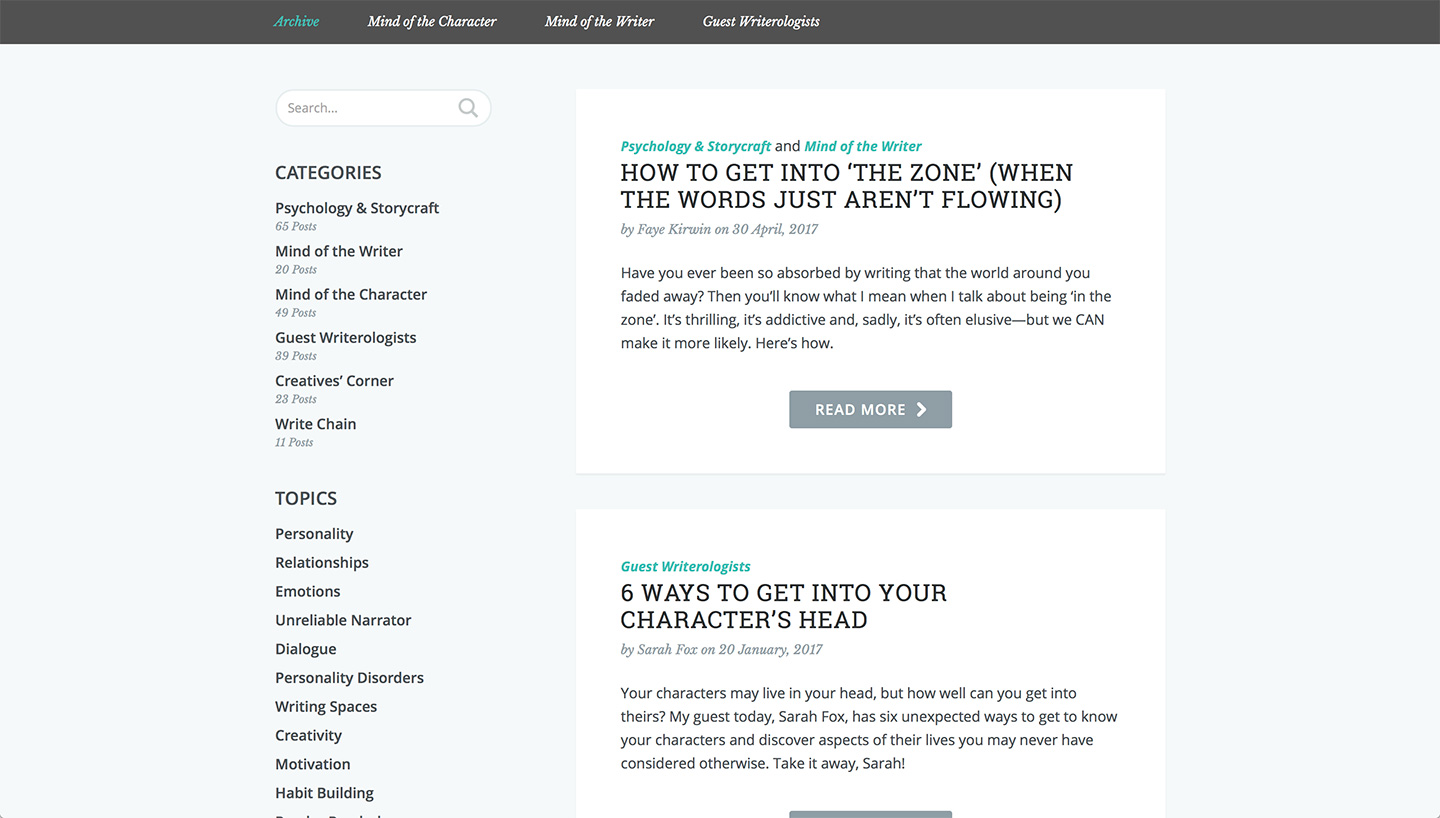 Archive Mind of the Character Mind of the Writer Guest Writerologists
Search...
CATEGORIES
Psychology & Storycraft
65 Posts
Mind of the Writer
20 Posts
Mind of the Character
49 Posts
Guest Writerologists
39 Posts
Creatives’ Corner
23 Posts
Write Chain
11 Posts
TOPICS
Personality
Relationships
Emotions
Unreliable Narrator
Dialogue
Personality Disorders
Writing Spaces
Creativity
Motivation
Habit Building
Psychology & Storycraft and Mind of the Writer
HOW TO GET INTO ‘THE ZONE’ (WHEN
THE WORDS JUST AREN’T FLOWING)
by Faye Kirwin on 30 April, 2017
Have you ever been so absorbed by writing that the world around you
faded away? Then you’ll know what I mean when I talk about being ‘in the
zone’. It’s thrilling, it’s addictive and, sadly, it’s often elusive—but we CAN
make it more likely. Here’s how.
READ MORE
Guest Writerologists
6 WAYS TO GET INTO YOUR
CHARACTER’S HEAD
by Sarah Fox on 20 January, 2017
Your characters may live in your head, but how well can you get into
theirs? My guest today, Sarah Fox, has six unexpected ways to get to know
your characters and discover aspects of their lives you may never have
considered otherwise. Take it away, Sarah!